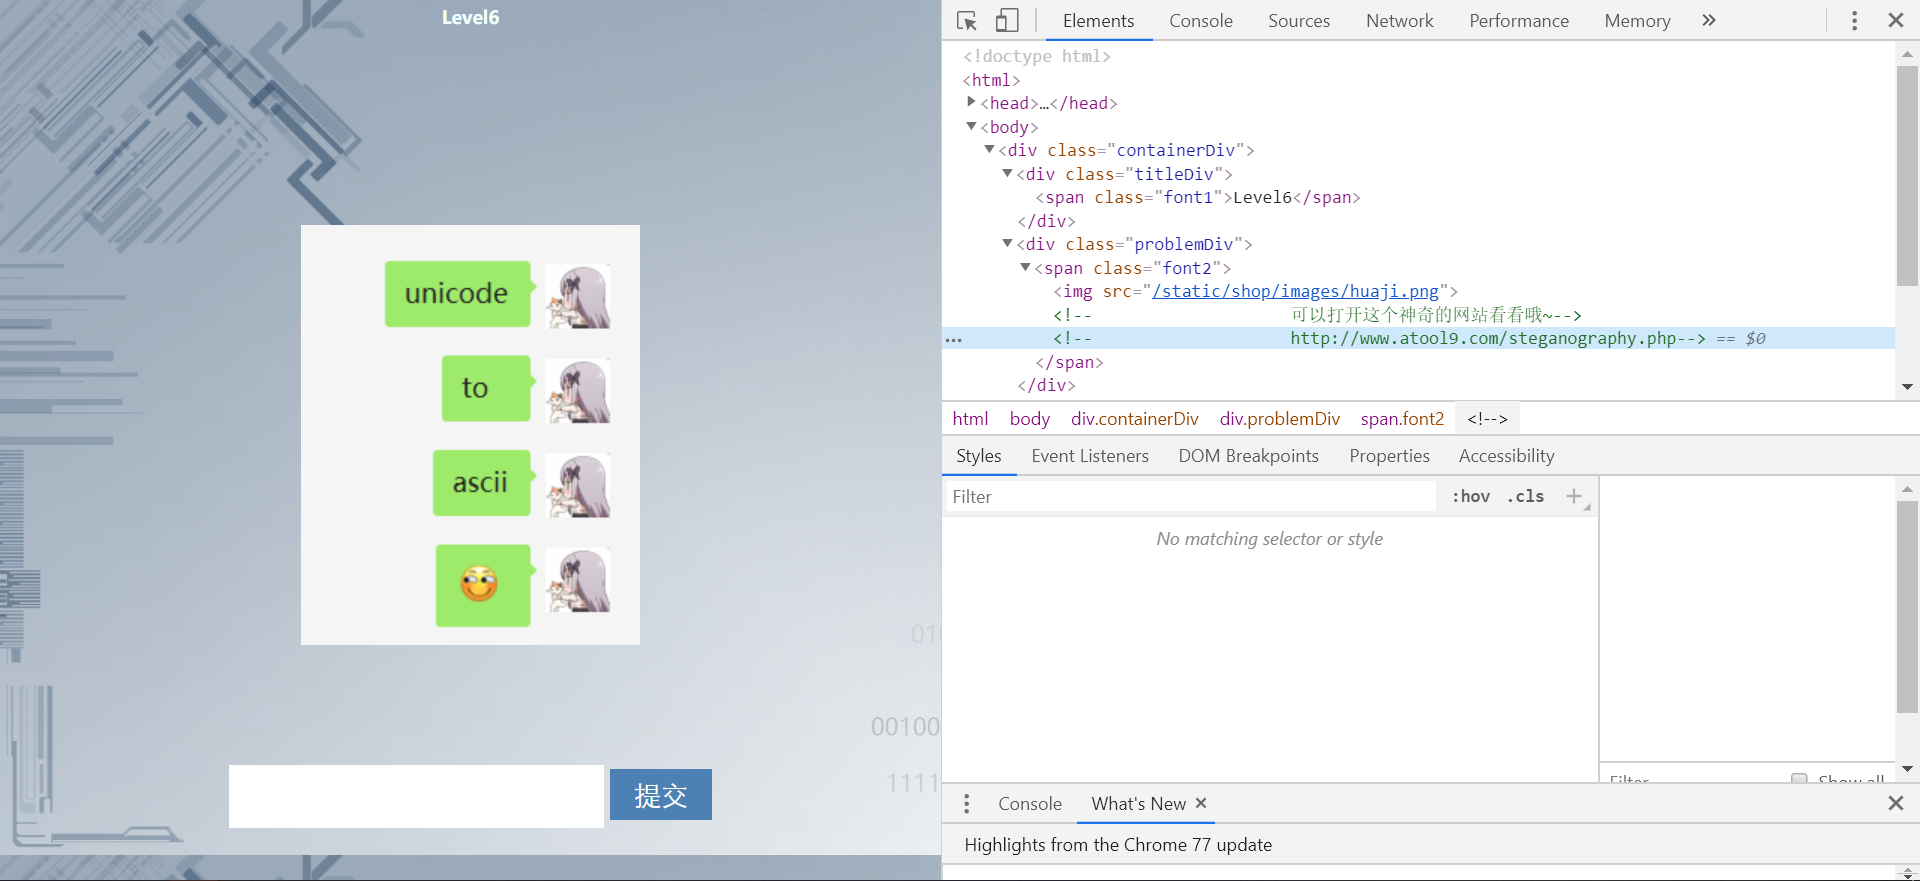 Level6
unicode
to
ascii
010
00100
1111
提交
Elements Console Sources Network Performance Memory »
<!doctype html>
<html>
<head>…</head>
<body>
<div class="containerDiv">
<div class="titleDiv">
<span class="font1">Level6</span>
</div>
<div class="problemDiv">
<span class="font2">
<img src="/static/shop/images/huaji.png">
<!-- 可以打开这个神奇的网站看看哦~-->
… <!-- http://www.atool9.com/steganography.php--> == $0
</span>
</div>
html body div.containerDiv div.problemDiv span.font2 <!-->
Styles Event Listeners DOM Breakpoints Properties Accessibility
Filter :hov .cls +
No matching selector or style
Filter Show all
Console What's New ×
Highlights from the Chrome 77 update